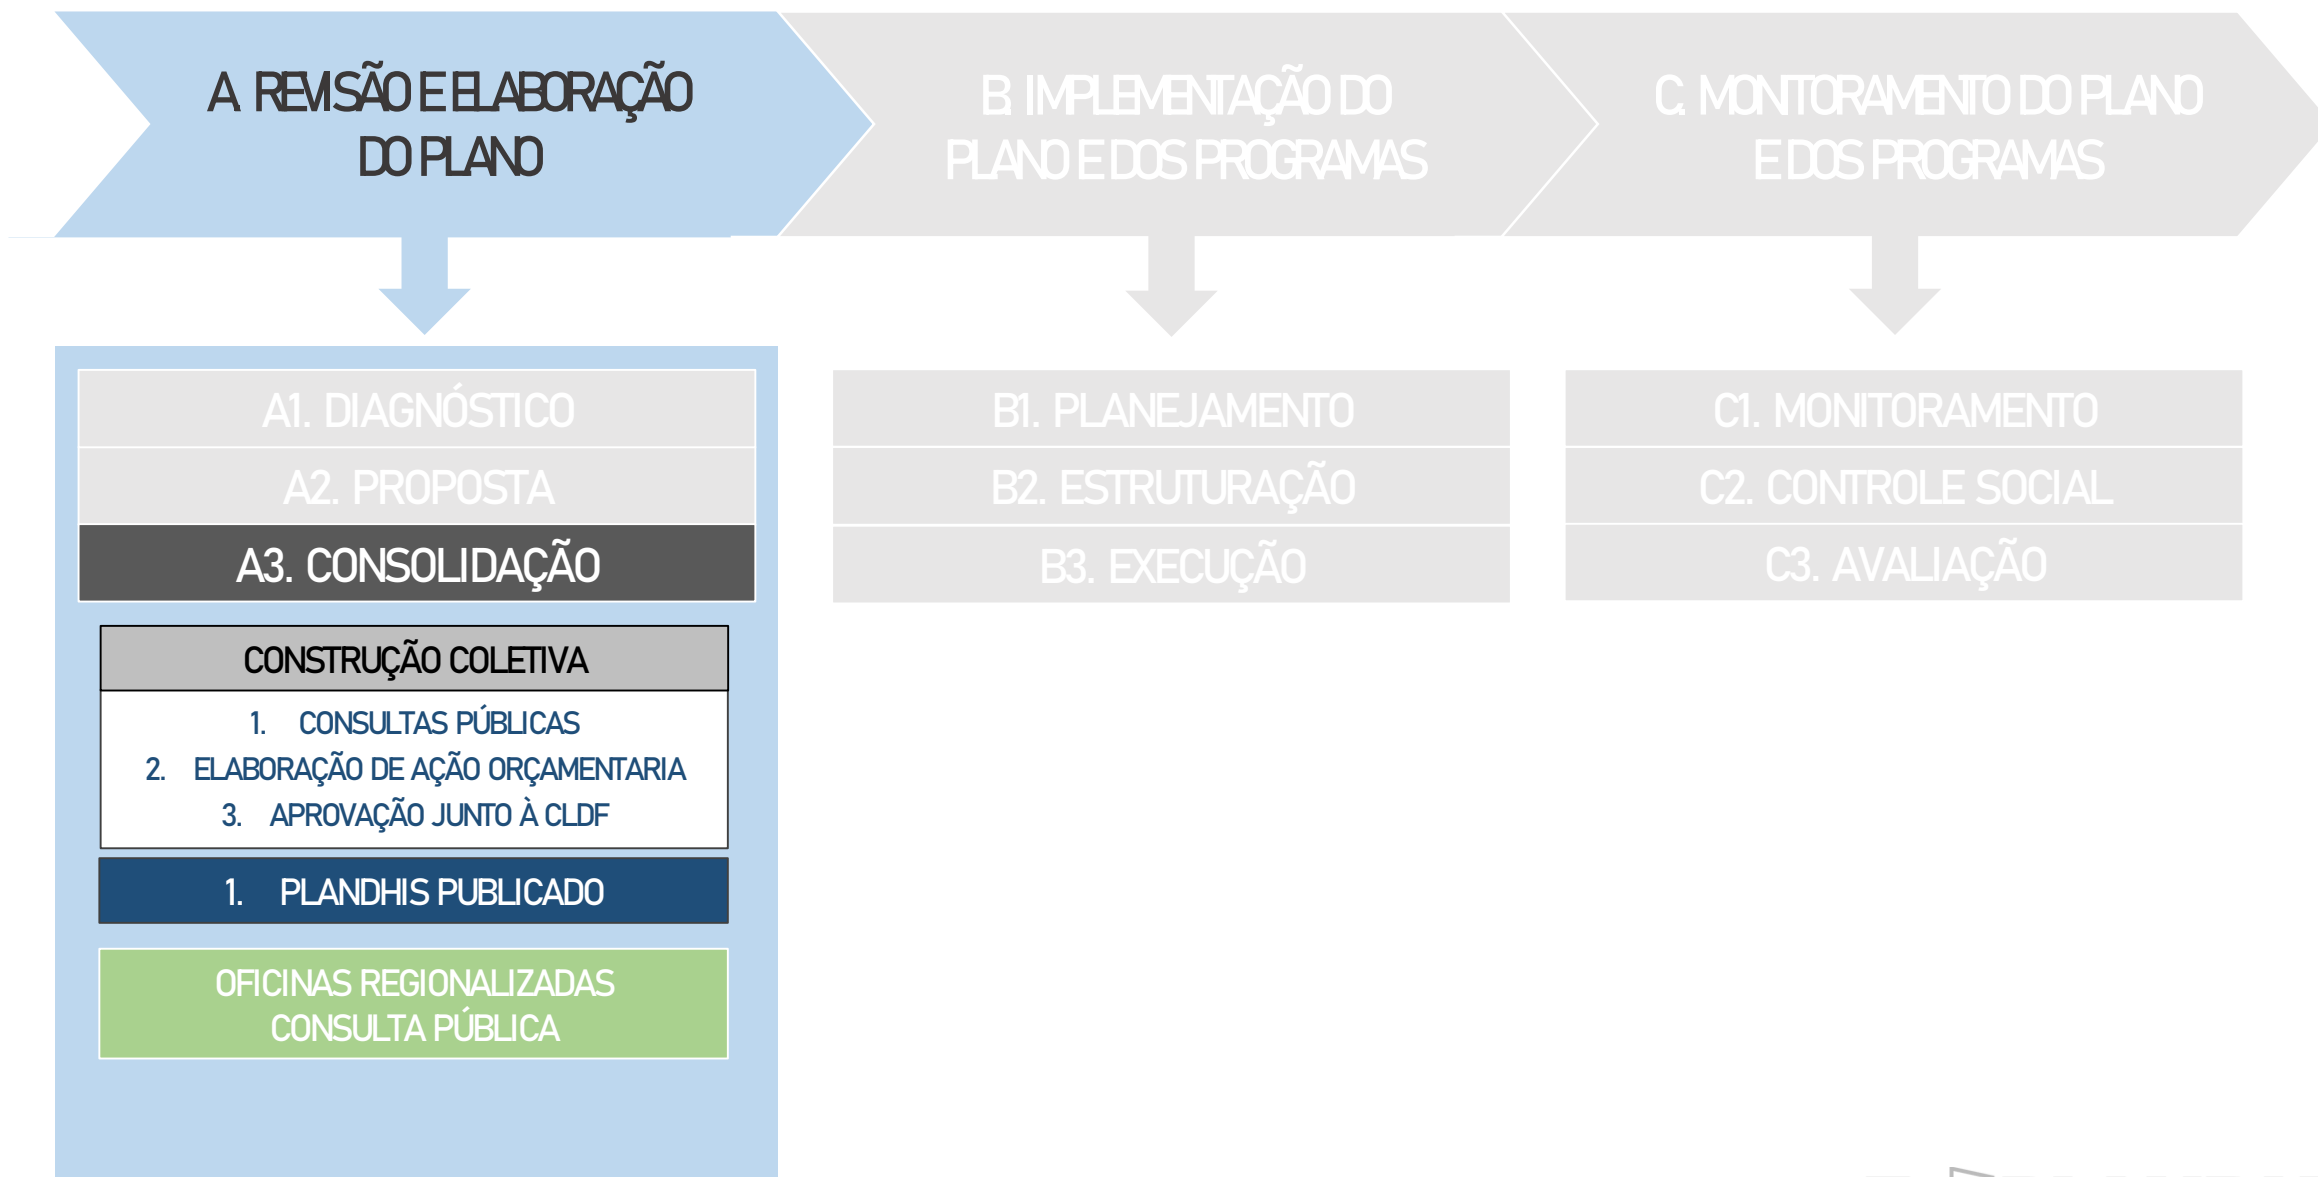 A. REVISÃO E ELABORAÇÃO
DO PLANO
B. IMPLEMENTAÇÃO DO
PLANO E DOS PROGRAMAS
C. MONITORAMENTO DO PLANO
E DOS PROGRAMAS
A1. DIAGNÓSTICO
A2. PROPOSTA
A3. CONSOLIDAÇÃO
CONSTRUÇÃO COLETIVA
1. CONSULTAS PÚBLICAS
2. ELABORAÇÃO DE AÇÃO ORÇAMENTARIA
3. APROVAÇÃO JUNTO À CLDF
1. PLANDHIS PUBLICADO
OFICINAS REGIONALIZADAS
CONSULTA PÚBLICA
B1. PLANEJAMENTO
B2. ESTRUTURAÇÃO
B3. EXECUÇÃO
C1. MONITORAMENTO
C2. CONTROLE SOCIAL
C3. AVALIAÇÃO